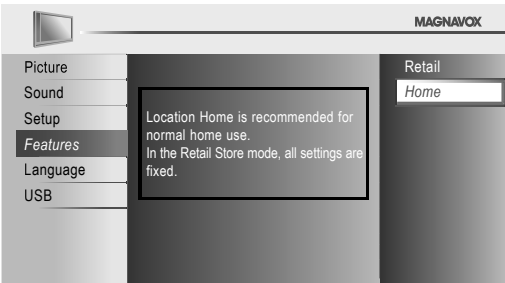 MAGNAVOX
Picture
Sound
Setup
Features
Language
USB
Location Home is recommended for
normal home use.
In the Retail Store mode, all settings are
fixed.
Retail
Home